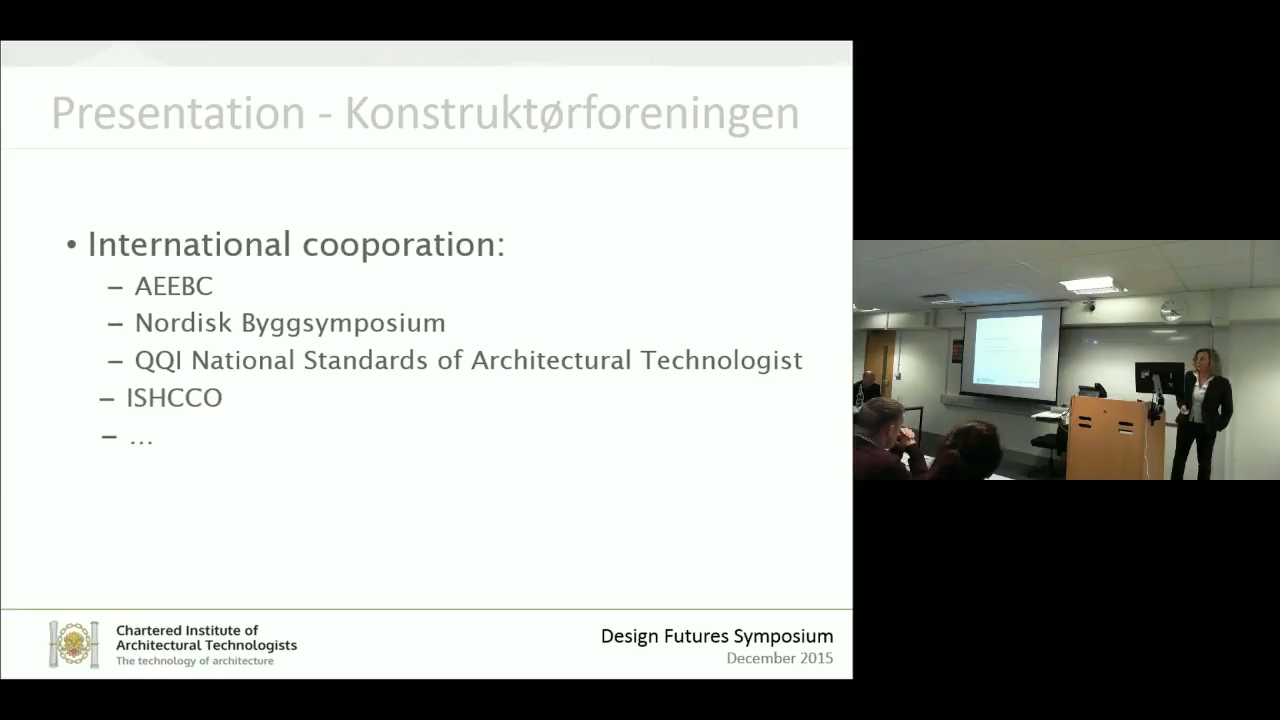 Presentation - Konstruktørforeningen
• International cooporation:
– AEEBC
– Nordisk Byggsymposium
– QQI National Standards of Architectural Technologist
– ISHCCO
– ...
Chartered Institute of
Architectural Technologists
The technology of architecture
Design Futures Symposium
December 2015